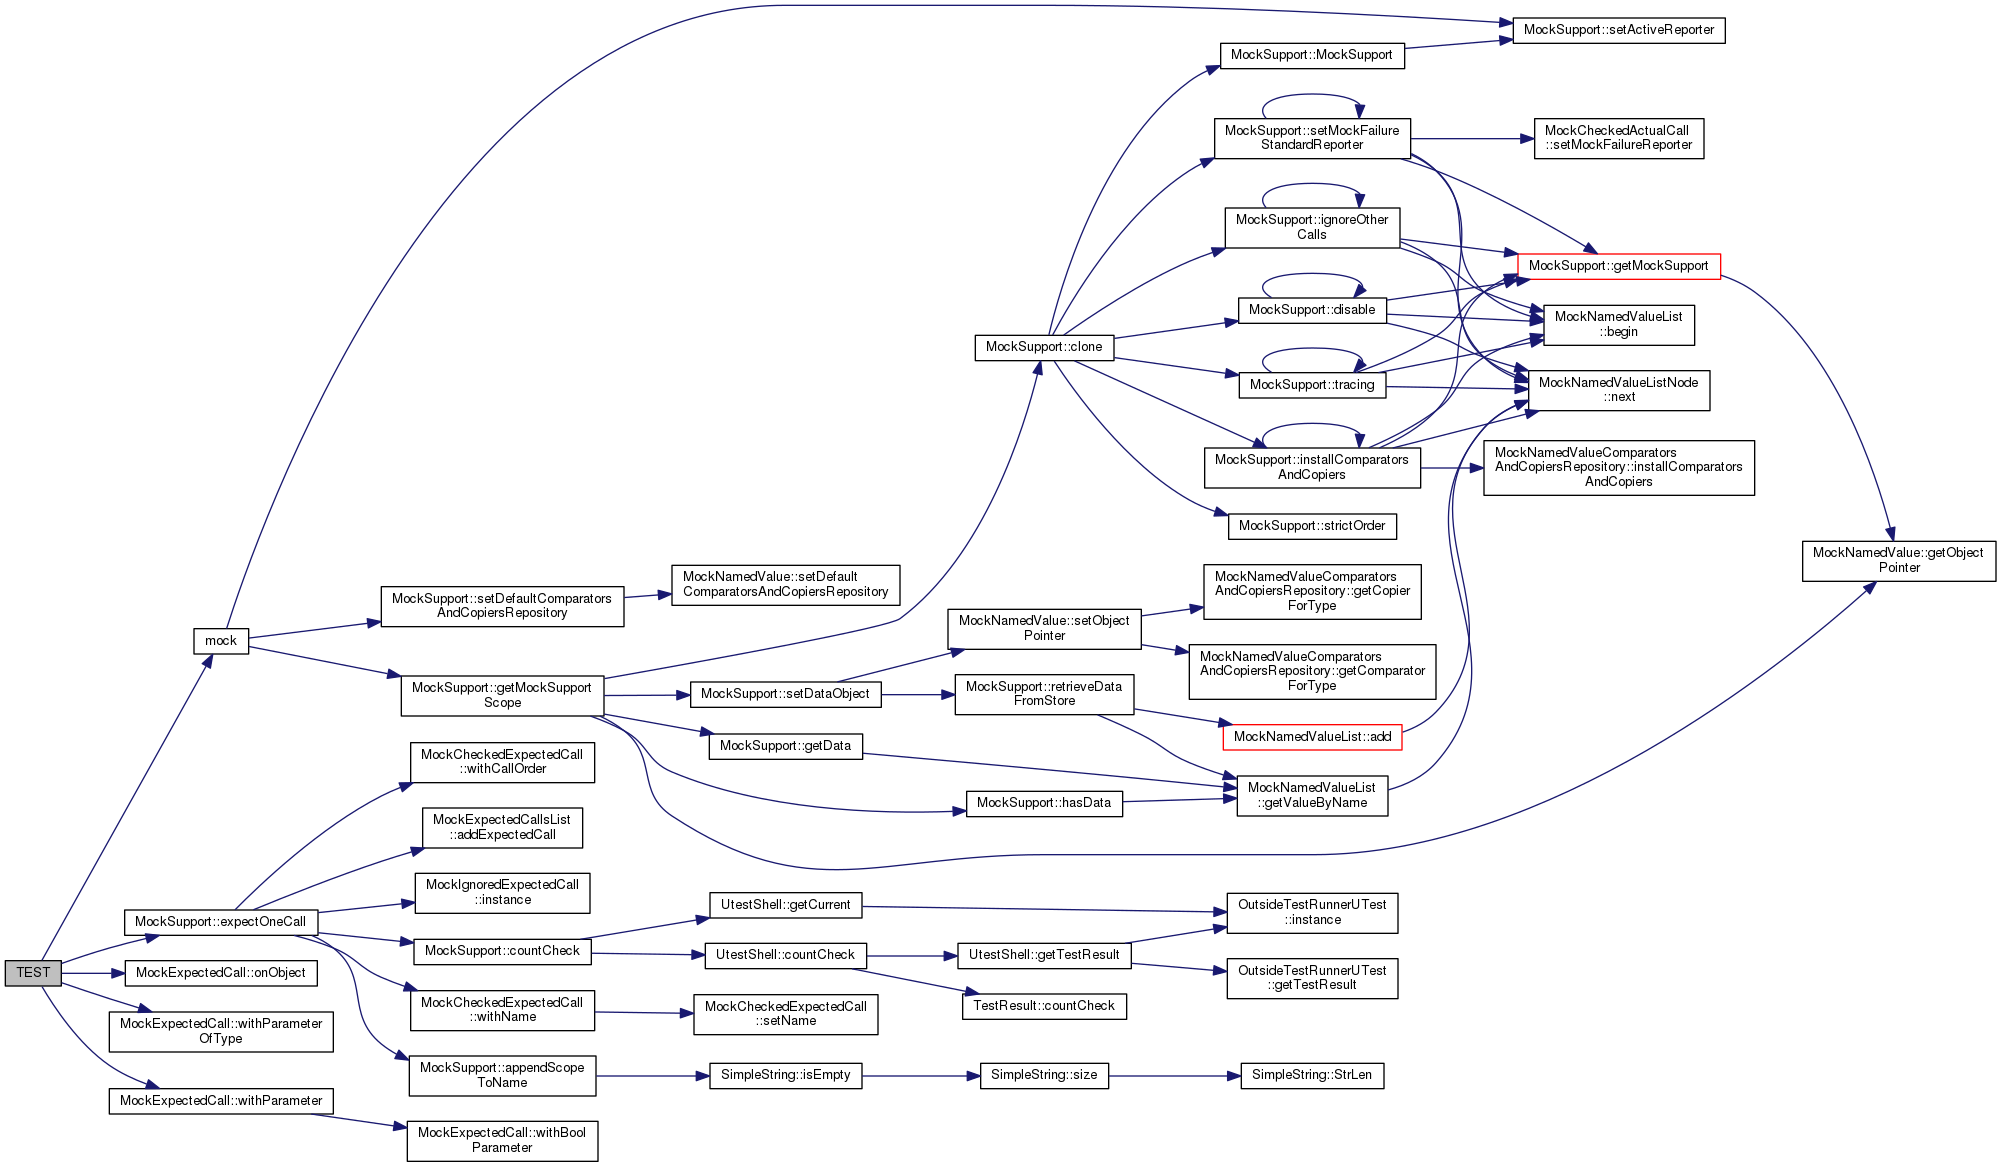 TEST
mock
MockSupport::expectOneCall
MockExpectedCall::onObject
MockExpectedCall::withParameter
OfType
MockExpectedCall::withParameter
MockSupport::setDefaultComparators
AndCopiersRepository
MockSupport::getMockSupport
Scope
MockCheckedExpectedCall
::withCallOrder
MockExpectedCallsList
::addExpectedCall
MockIgnoredExpectedCall
::instance
MockSupport::countCheck
MockCheckedExpectedCall
::withName
MockSupport::appendScope
ToName
MockExpectedCall::withBool
Parameter
MockNamedValue::setDefault
ComparatorsAndCopiersRepository
MockSupport::setDataObject
MockSupport::getData
UtestShell::getCurrent
UtestShell::countCheck
MockCheckedExpectedCall
::setName
SimpleString::isEmpty
MockSupport::clone
MockNamedValue::setObject
Pointer
MockSupport::retrieveData
FromStore
MockSupport::hasData
UtestShell::getTestResult
TestResult::countCheck
SimpleString::size
MockSupport::MockSupport
MockSupport::setMockFailure
StandardReporter
MockSupport::ignoreOther
Calls
MockSupport::disable
MockSupport::tracing
MockSupport::installComparators
AndCopiers
MockSupport::strictOrder
MockNamedValueComparators
AndCopiersRepository::getCopier
ForType
MockNamedValueComparators
AndCopiersRepository::getComparator
ForType
MockNamedValueList::add
MockNamedValueList
::getValueByName
OutsideTestRunnerUTest
::instance
OutsideTestRunnerUTest
::getTestResult
SimpleString::StrLen
MockSupport::setActiveReporter
MockCheckedActualCall
::setMockFailureReporter
MockSupport::getMockSupport
MockNamedValueList
::begin
MockNamedValueListNode
::next
MockNamedValueComparators
AndCopiersRepository::installComparators
AndCopiers
MockNamedValue::getObject
Pointer